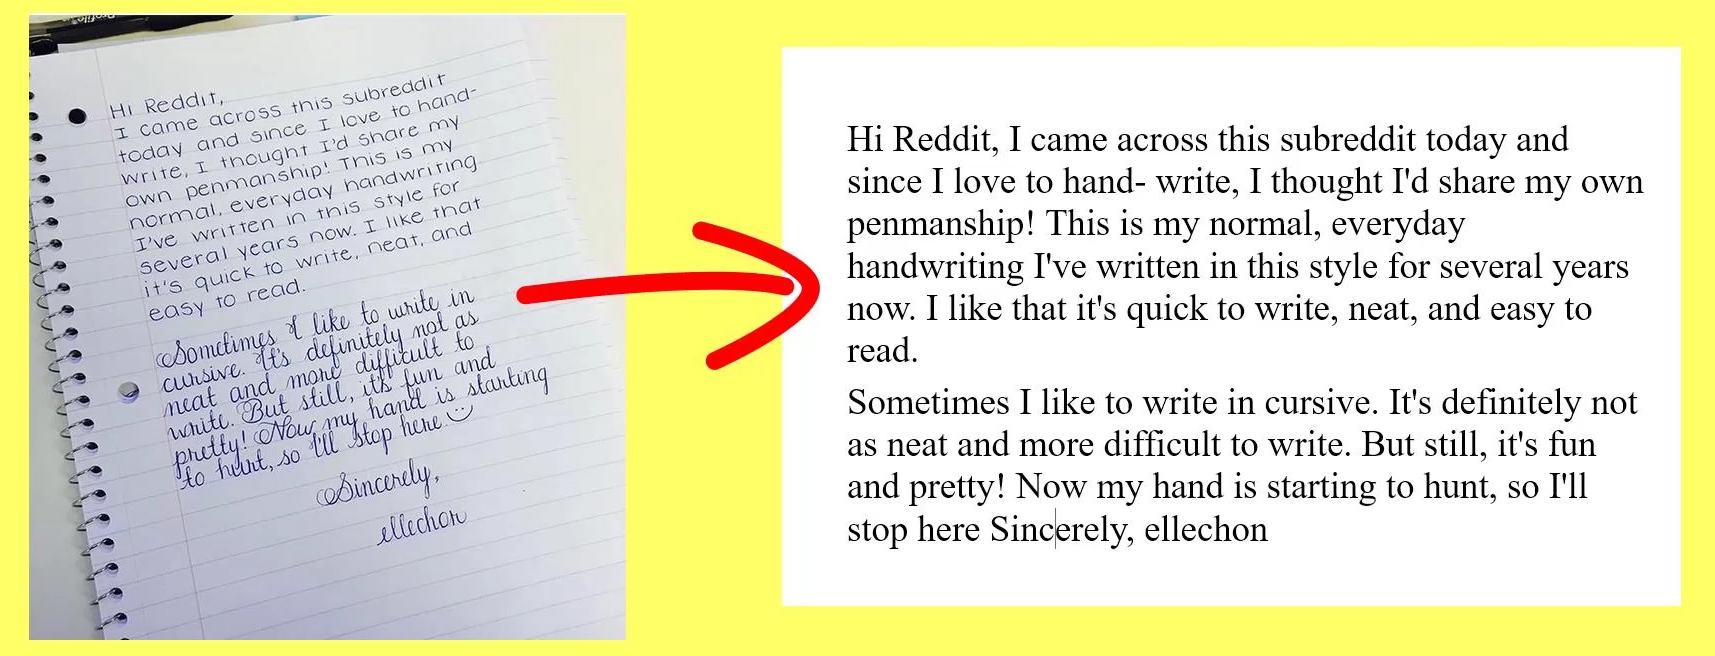 Hi Reddit,
I came across this subreddit
today and since I love to hand-
write, I thought I'd share my
own penmanship! This is my
normal, everyday handwriting
I've written in this style for
several years now. I like that
it's quick to write, neat, and
easy to read.
Sometimes I like to write in
cursive. It's definitely not as
neat and more difficult to
write. But still, it's fun and
pretty! Now my hand is starting
to hurt, so I'll stop here.
Sincerely,
ellechon
Hi Reddit, I came across this subreddit today and
since I love to hand- write, I thought I'd share my own
penmanship! This is my normal, everyday
handwriting I've written in this style for several years
now. I like that it's quick to write, neat, and easy to
read.
Sometimes I like to write in cursive. It's definitely not
as neat and more difficult to write. But still, it's fun
and pretty! Now my hand is starting to hunt, so I'll
stop here Sincerely, ellechon